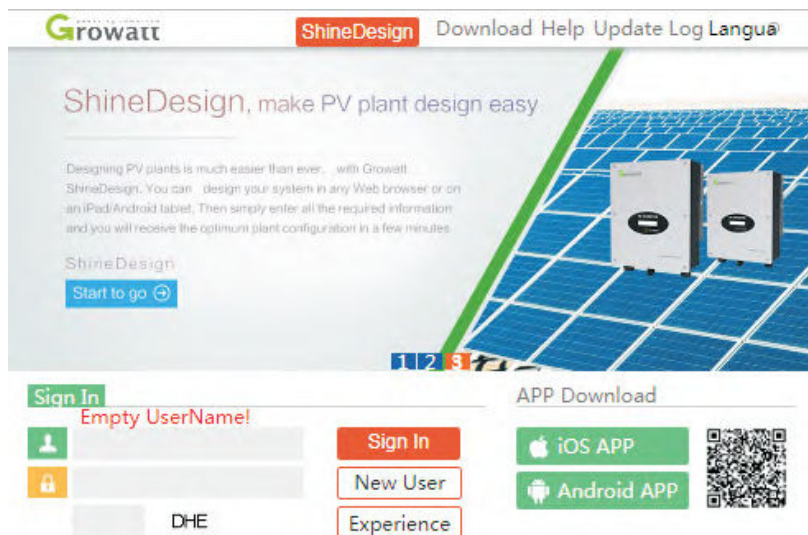 Growatt
ShineDesign Download Help Update Log Langua
ShineDesign, make PV plant design easy
Designing PV plants is much easier than ever, with Growatt
ShineDesign. You can design your system in any Web browser or on
an iPad/Android tablet. Then simply enter all the required information
and you will receive the optimum plant configuration in a few minutes
ShineDesign
Start to go
1 2 3
Sign In
Empty UserName!
Sign In
New User
DHE
Experience
APP Download
iOS APP
Android APP